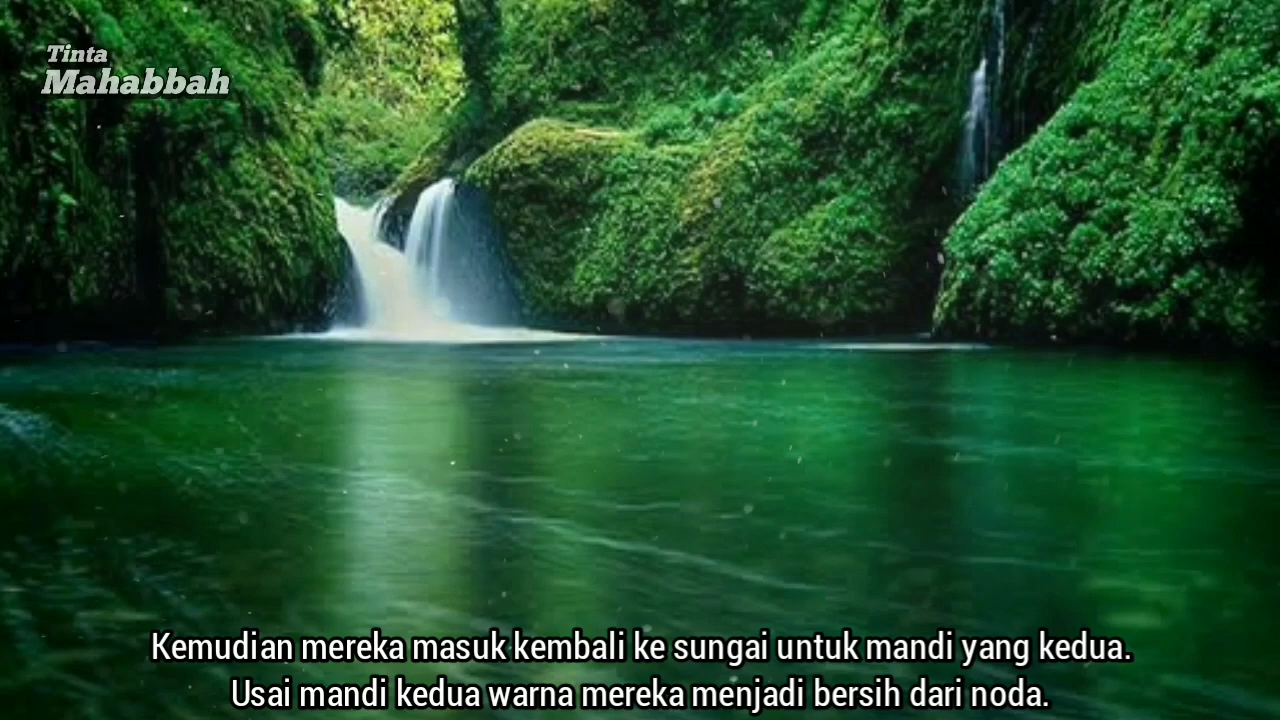 Tinta
Mahabbah
Kemudian mereka masuk kembali ke sungai untuk mandi yang kedua.
Usai mandi kedua warna mereka menjadi bersih dari noda.